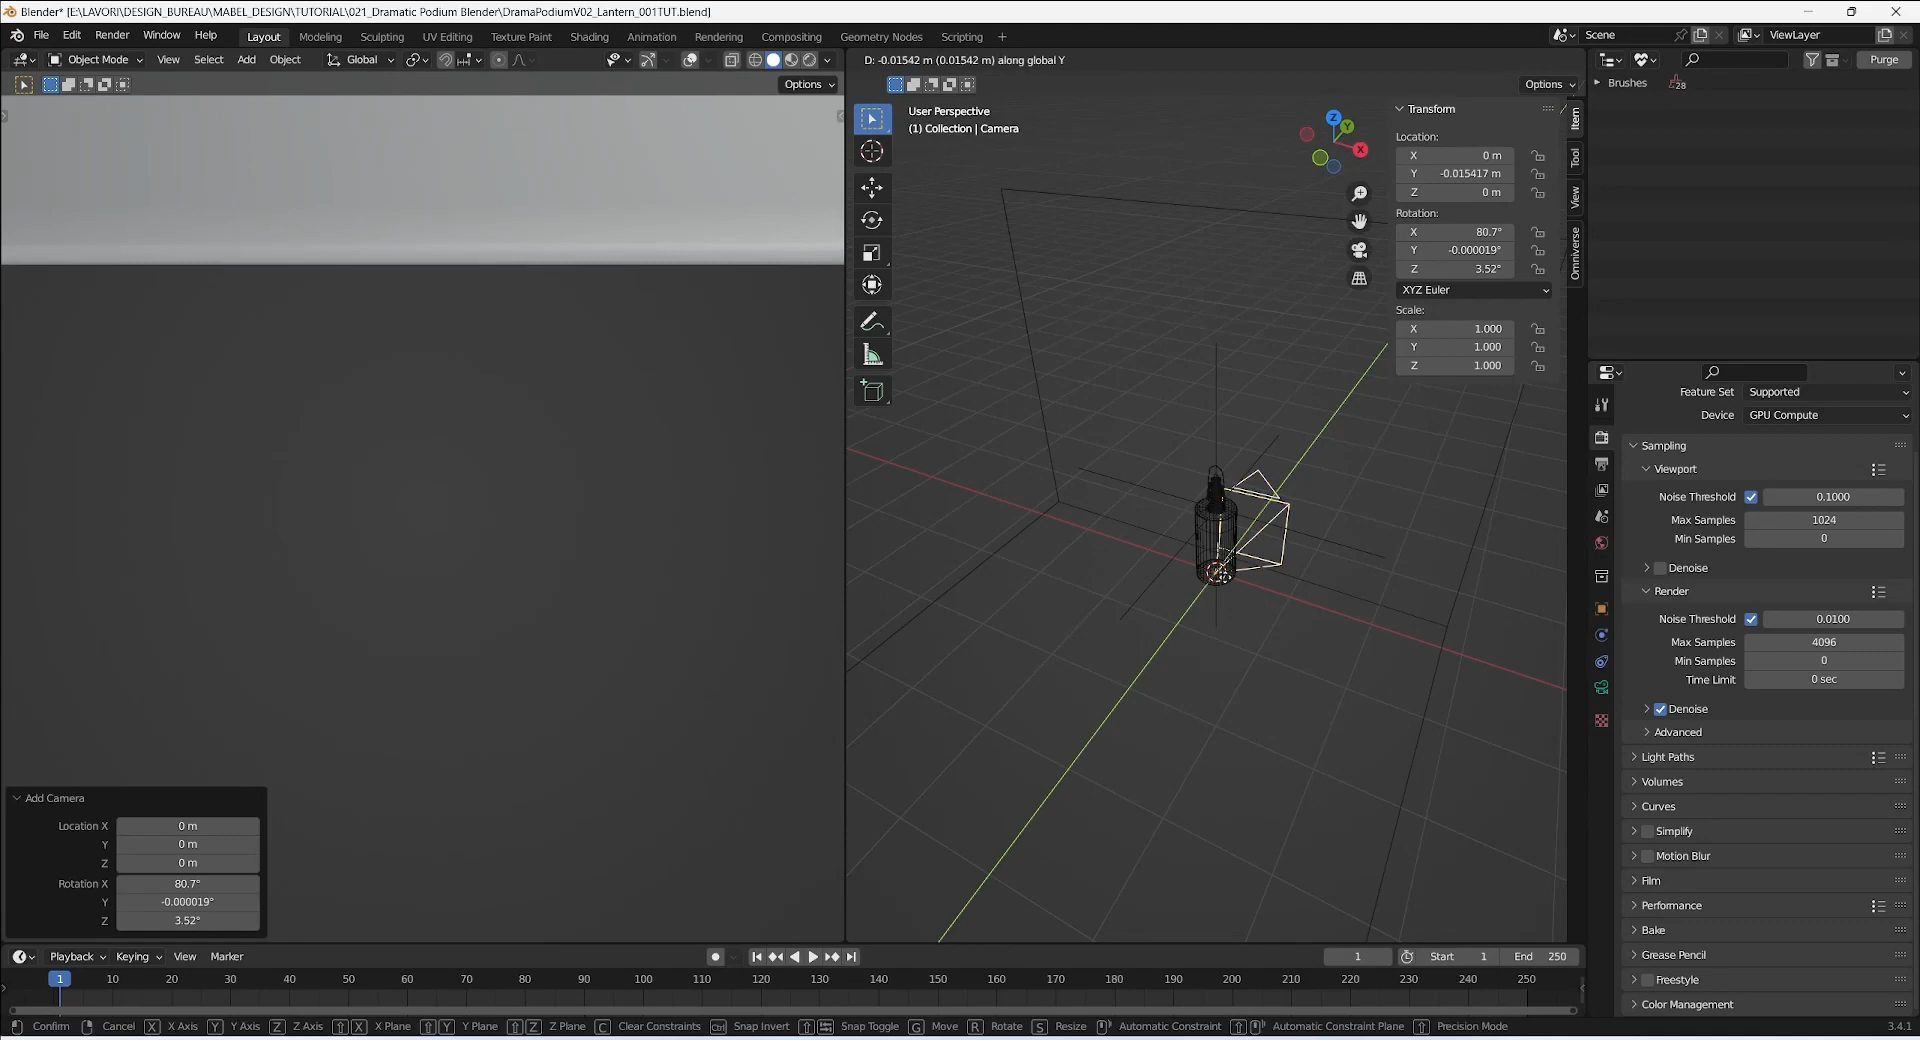 Blender* [E:\LAVORI\DESIGN_BUREAU\MABEL_DESIGN\TUTORIAL\021_Dramatic Podium Blender\DramaPodiumV02_Lantern_001TUT.blend]
File Edit Render Window Help Layout Modeling Sculpting UV Editing Texture Paint Shading Animation Rendering Compositing Geometry Nodes Scripting + Scene ViewLayer
Object Mode View Select Add Object Global D: -0.01542 m (0.01542 m) along global Y Purge
Options Options Brushes 28
User Perspective
(1) Collection | Camera
Transform
Location:
X 0 m
Y -0.015417 m
Z 0 m
Rotation:
X 80.7°
Y -0.000019°
Z 3.52°
XYZ Euler
Scale:
X 1.000
Y 1.000
Z 1.000
Item
Tool
View
Omniverse
Z
Y
X
Feature Set Supported
Device GPU Compute
Sampling
Viewport
Noise Threshold 0.1000
Max Samples 1024
Min Samples 0
Denoise
Render
Noise Threshold 0.0100
Max Samples 4096
Min Samples 0
Time Limit 0 sec
Denoise
Advanced
Light Paths
Volumes
Curves
Simplify
Motion Blur
Film
Performance
Bake
Grease Pencil
Freestyle
Color Management
Add Camera
Location X 0 m
Y 0 m
Z 0 m
Rotation X 80.7°
Y -0.000019°
Z 3.52°
Playback Keying View Marker 1 Start 1 End 250
1 10 20 30 40 50 60 70 80 90 100 110 120 130 140 150 160 170 180 190 200 210 220 230 240 250
Confirm Cancel X X Axis Y Y Axis Z Z Axis X X Plane Y Y Plane Z Z Plane C Clear Constraints Ctrl Snap Invert Snap Toggle G Move R Rotate S Resize Automatic Constraint Automatic Constraint Plane Precision Mode 3.4.1